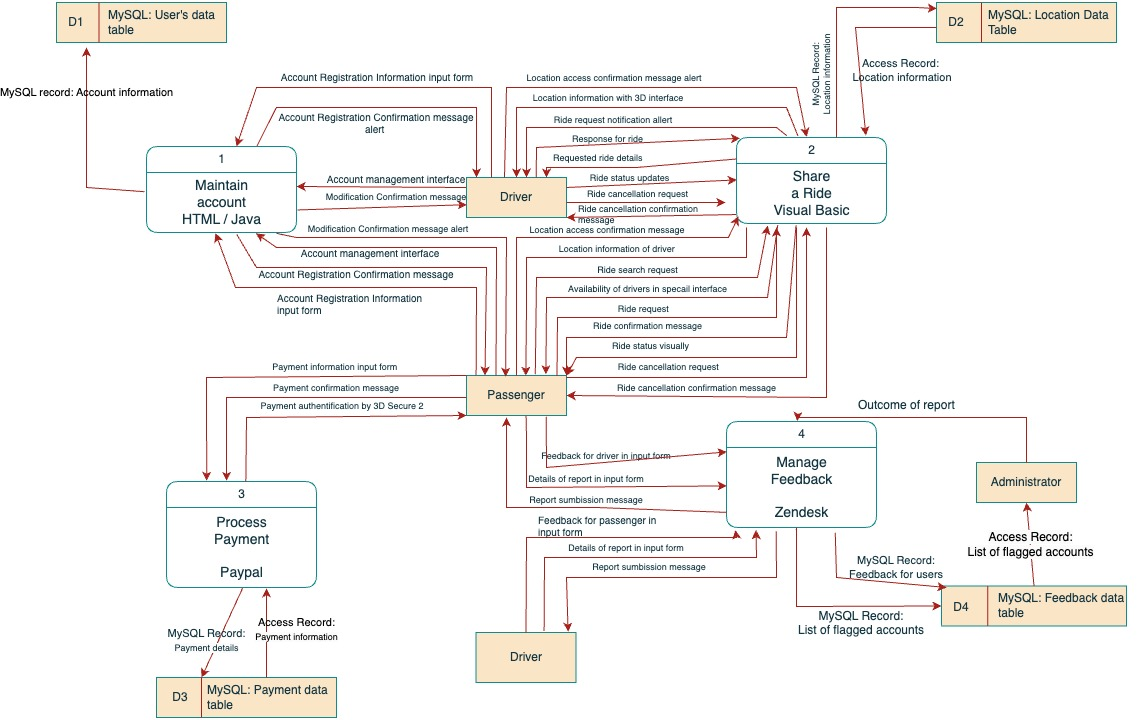 D1
MySQL: User's data
table
D2
MySQL: Location Data
Table
MySQL Record:
Location information
Access Record:
Location information
MySQL record: Account information
Account Registration Information input form
Account Registration Confirmation message
alert
Location access confirmation message alert
Location information with 3D interface
Ride request notification allert
Response for ride
Requested ride details
1
Maintain
account
HTML / Java
2
Share
a Ride
Visual Basic
Account management interface
Modification Confirmation message
Driver
Ride status updates
Ride cancellation request
Ride cancellation confirmation
message
Modification Confirmation message alert
Account management interface
Account Registration Confirmation message
Account Registration Information
input form
Location access confirmation message
Location information of driver
Ride search request
Availability of drivers in specail interface
Ride request
Ride confirmation message
Ride status visually
Ride cancellation request
Ride cancellation confirmation message
Payment information input form
Payment confirmation message
Payment authentification by 3D Secure 2
Passenger
Outcome of report
4
Manage
Feedback
Zendesk
Feedback for driver in input form
Details of report in input form
Report sumbission message
Feedback for passenger in
input form
Details of report in input form
Report sumbission message
Administrator
3
Process
Payment
Paypal
Access Record:
List of flagged accounts
MySQL Record:
Feedback for users
MySQL Record:
List of flagged accounts
D4
MySQL: Feedback data
table
MySQL Record:
Payment details
Access Record:
Payment information
Driver
D3
MySQL: Payment data
table